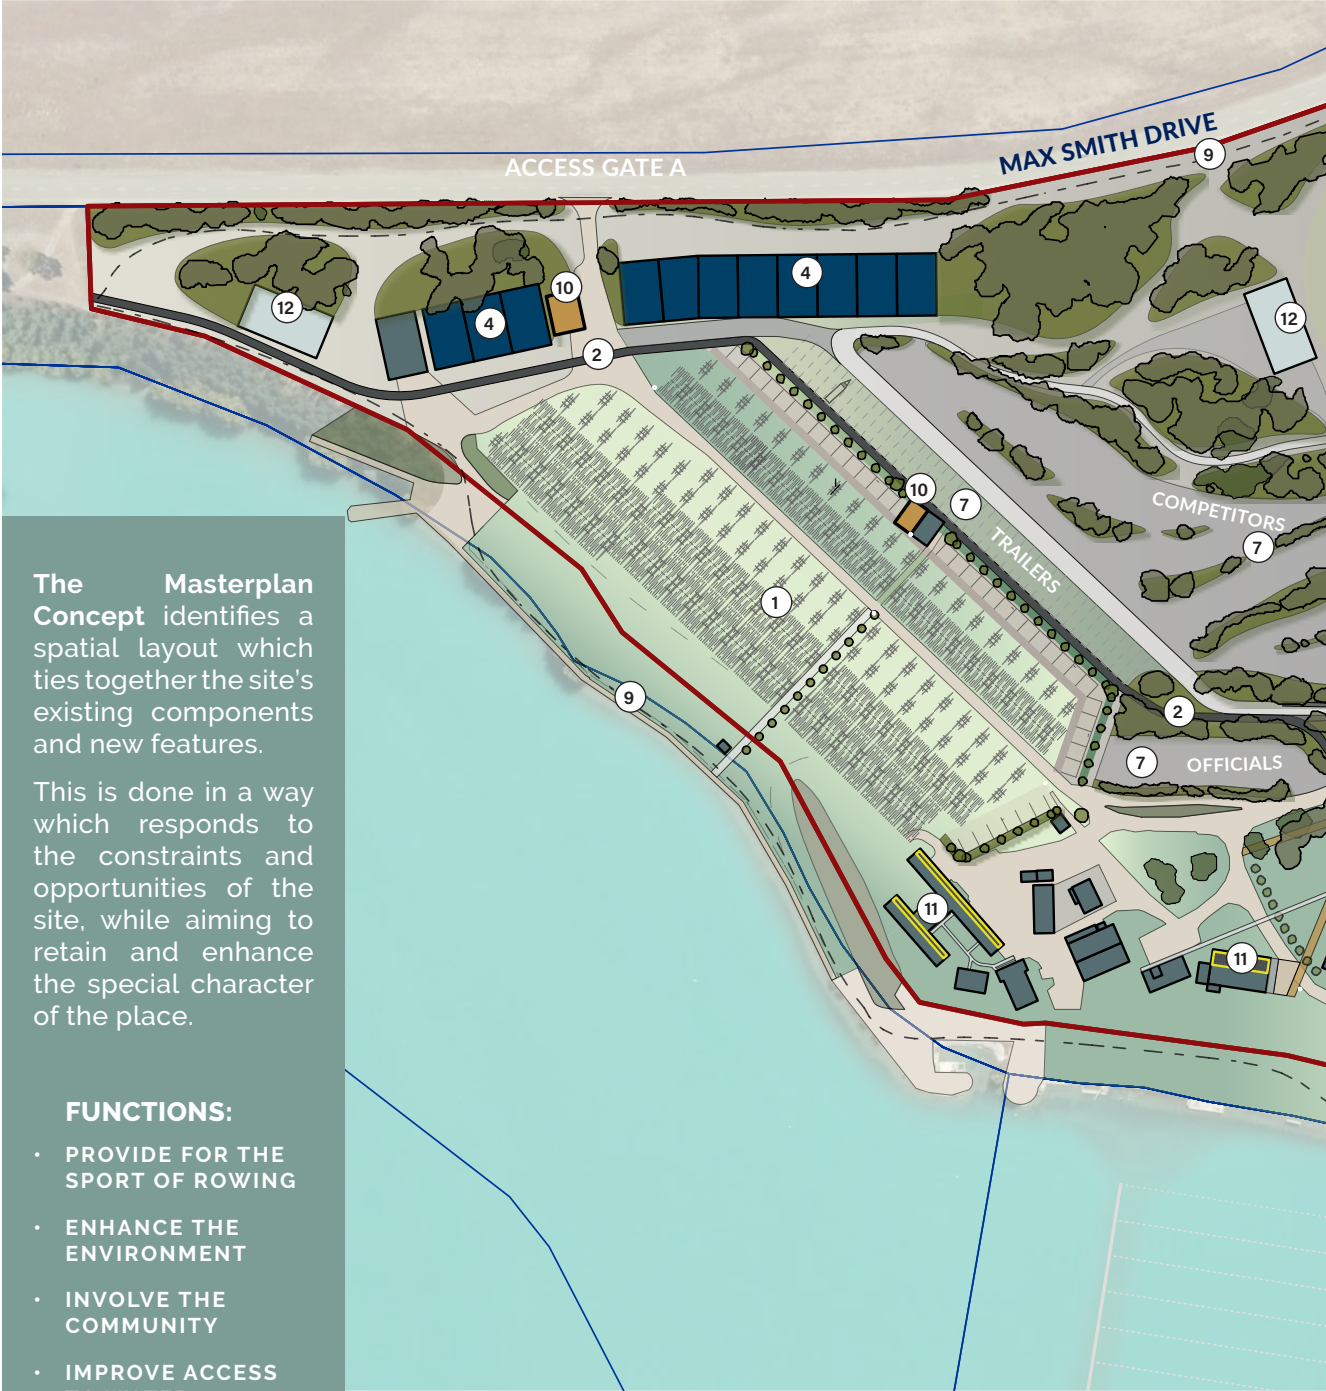 ACCESS GATE A
MAX SMITH DRIVE
9
4
10
12
4
12
2
10
7
COMPETITORS
7
TRAILERS
1
9
2
7
OFFICIALS
11
11
The Masterplan
Concept identifies a
spatial layout which
ties together the site's
existing components
and new features.
This is done in a way
which responds to
the constraints and
opportunities of the
site, while aiming to
retain and enhance
the special character
of the place.
FUNCTIONS:
• PROVIDE FOR THE
SPORT OF ROWING
• ENHANCE THE
ENVIRONMENT
• INVOLVE THE
COMMUNITY
• IMPROVE ACCESS